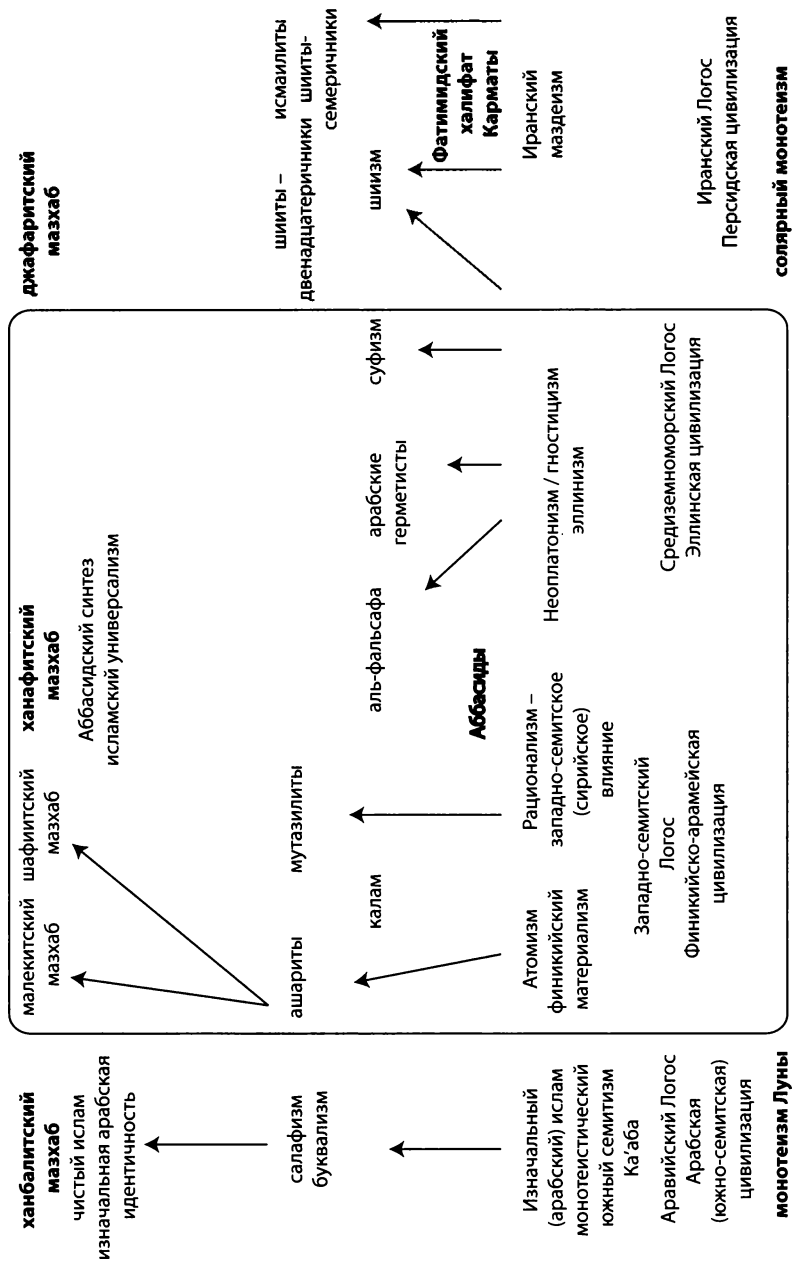 ханбалитский
мазхаб
чистый ислам
изначальная арабская
идентичность
малекитский
мазхаб
шафиитский
мазхаб
ханафитский
мазхаб
Аббасидский синтез
исламский универсализм
джафаритский
мазхаб
салафизм
буквализм
ашариты
мутазилиты
калам
аль-фальсафа
арабские
герметисты
суфизм
шииты –
двенадцатеричники
исмаилиты
шииты-
семеричники
шиизм
Аббасиды
Фатимидский
халифат
Карматы
Изначальный
(арабский) ислам
монотеистический
южный семитизм
Ка’аба
Атомизм
финикийский
материализм
Рационализм –
западно-семитское
(сирийское)
влияние
Неоплатонизм / гностицизм
эллинизм
Иранский
маздеизм
Аравийский Логос
Арабская
(южно-семитская)
цивилизация
Западно-семитский
Логос
Финикийско-арамейская
цивилизация
Средиземноморский Логос
Эллинская цивилизация
Иранский Логос
Персидская цивилизация
монотеизм Луны
солярный монотеизм